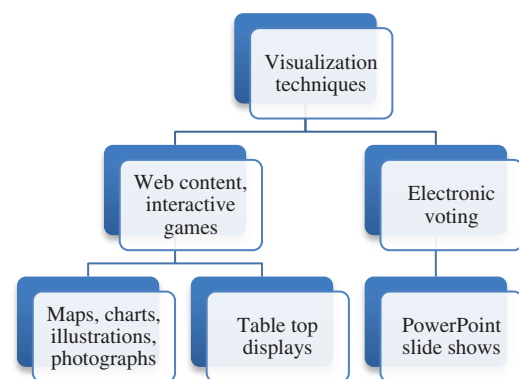 Visualization
techniques
Web content,
interactive
games
Electronic
voting
Maps, charts,
illustrations,
photographs
Table top
displays
PowerPoint
slide shows